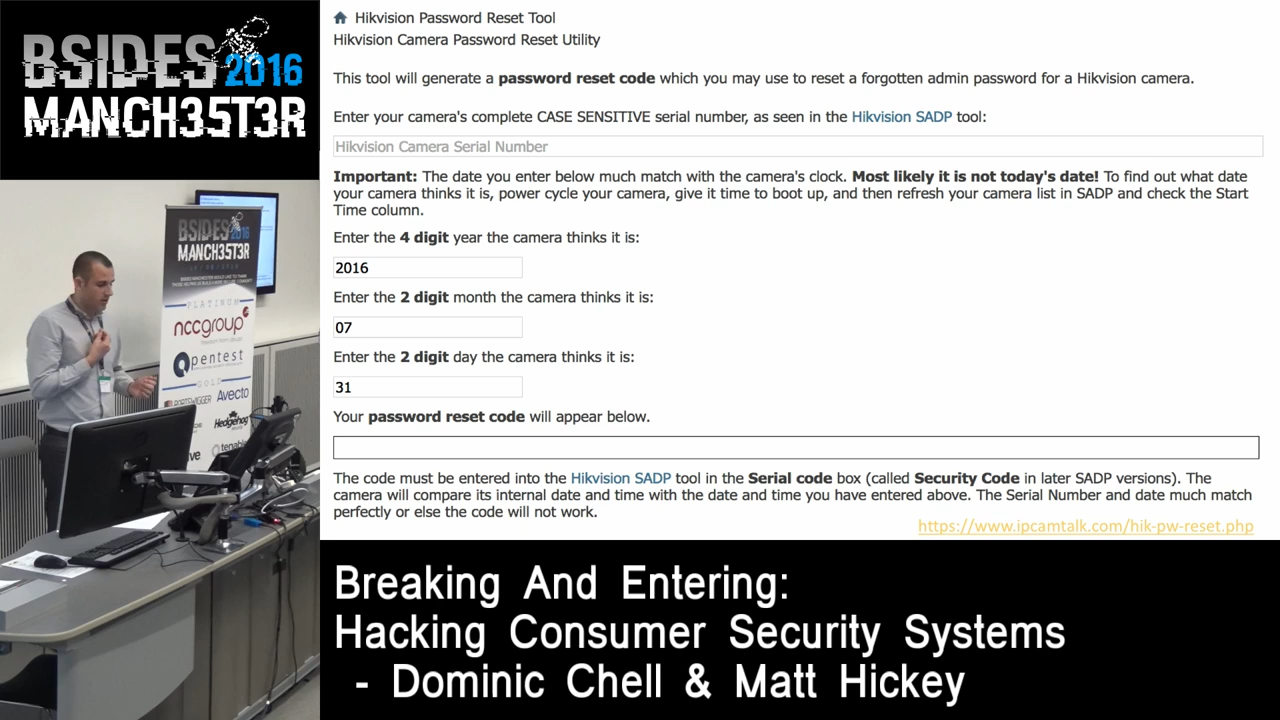 BSIDES
2016
MANCH35T3R
Hikvision Password Reset Tool
Hikvision Camera Password Reset Utility
This tool will generate a password reset code which you may use to reset a forgotten admin password for a Hikvision camera.
Enter your camera's complete CASE SENSITIVE serial number, as seen in the Hikvision SADP tool:
Hikvision Camera Serial Number
Important: The date you enter below much match with the camera's clock. Most likely it is not today's date! To find out what date
your camera thinks it is, power cycle your camera, give it time to boot up, and then refresh your camera list in SADP and check the Start
Time column.
Enter the 4 digit year the camera thinks it is:
2016
Enter the 2 digit month the camera thinks it is:
07
Enter the 2 digit day the camera thinks it is:
31
Your password reset code will appear below.
The code must be entered into the Hikvision SADP tool in the Serial code box (called Security Code in later SADP versions). The
camera will compare its internal date and time with the date and time you have entered above. The Serial Number and date much match
perfectly or else the code will not work.
https://www.ipcamtalk.com/hik-pw-reset.php
BSIDES
2016
MANCH35T3R
PLATINUM
nccgroup
pentest
GOLD
PORTSWIGGER
Avecto
Hedgehog
tenable
Breaking And Entering:
Hacking Consumer Security Systems
- Dominic Chell & Matt Hickey